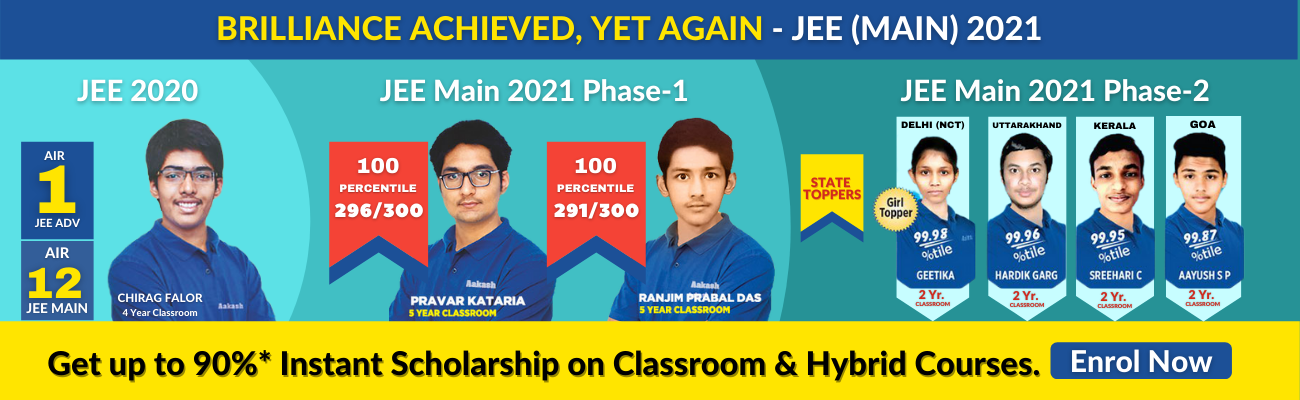 BRILLIANCE ACHIEVED, YET AGAIN - JEE (MAIN) 2021
JEE 2020
AIR
1
JEE ADV
AIR
12
JEE MAIN
CHIRAG FALOR
4 Year Classroom
Aakash
JEE Main 2021 Phase-1
100
PERCENTILE
296/300
Aakash
PRAVAR KATARIA
5 YEAR CLASSROOM
100
PERCENTILE
291/300
Aakash
RANJIM PRABAL DAS
5 YEAR CLASSROOM
JEE Main 2021 Phase-2
STATE
TOPPERS
DELHI (NCT)
Girl
Topper
99.98
%tile
GEETIKA
2 Yr.
CLASSROOM
UTTARAKHAND
99.96
%tile
HARDIK GARG
2 Yr.
CLASSROOM
KERALA
99.95
%tile
SREEHARI C
2 Yr.
CLASSROOM
GOA
99.87
%tile
AAYUSH S P
2 Yr.
CLASSROOM
Get up to 90%* Instant Scholarship on Classroom & Hybrid Courses.
Enrol Now